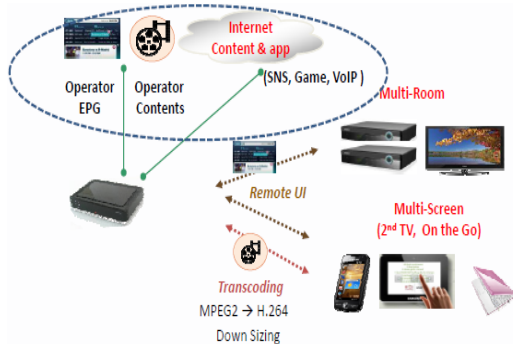 Internet
Content & app
(SNS, Game, VoIP )
Operator
EPG
Operator
Contents
Multi-Room
Remote UI
Multi-Screen
(2nd TV, On the Go)
Transcoding
MPEG2 → H.264
Down Sizing